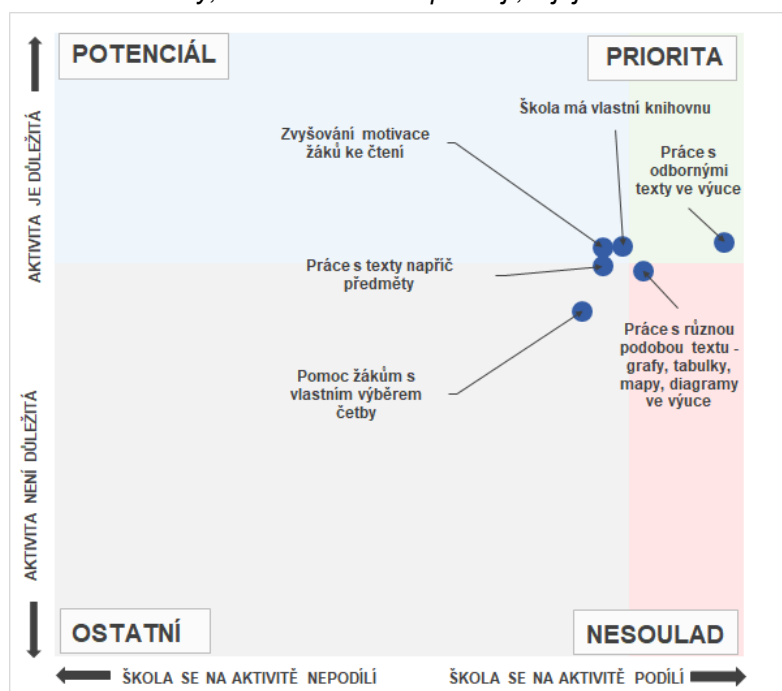 POTENCIÁL
PRIORITA
Škola má vlastní knihovnu
Zvyšování motivace
žáků ke čtení
Práce s
odbornými
texty ve výuce
Práce s texty napříč
předměty
Práce s různou
podobou textu -
grafy, tabulky,
mapy, diagramy
ve výuce
Pomoc žákům s
vlastním výběrem
četby
AKTIVITA JE DŮLEŽITÁ
AKTIVITA NENÍ DŮLEŽITÁ
OSTATNÍ
NESOULAD
ŠKOLA SE NA AKTIVITĚ NEPODÍLÍ
ŠKOLA SE NA AKTIVITĚ PODÍLÍ